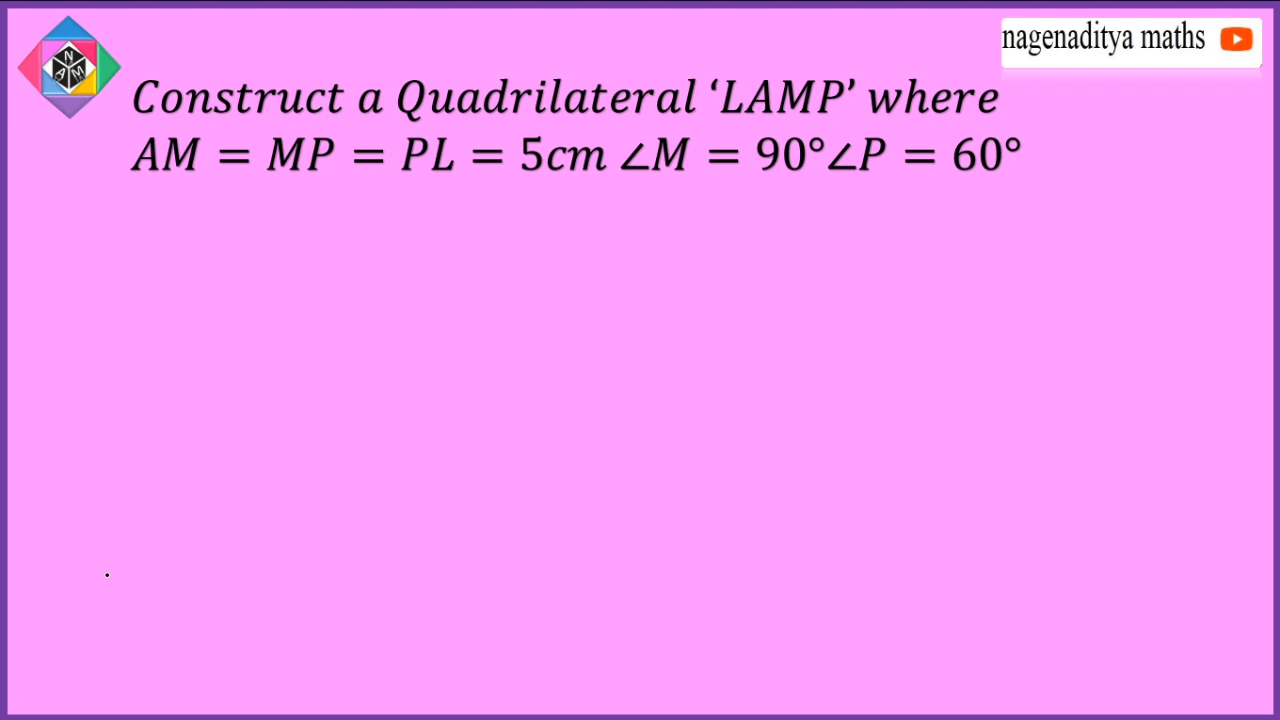 nagenaditya maths
Construct a Quadrilateral ‘LAMP’ where
AM = MP = PL = 5cm ∠M = 90°∠P = 60°
N
A M